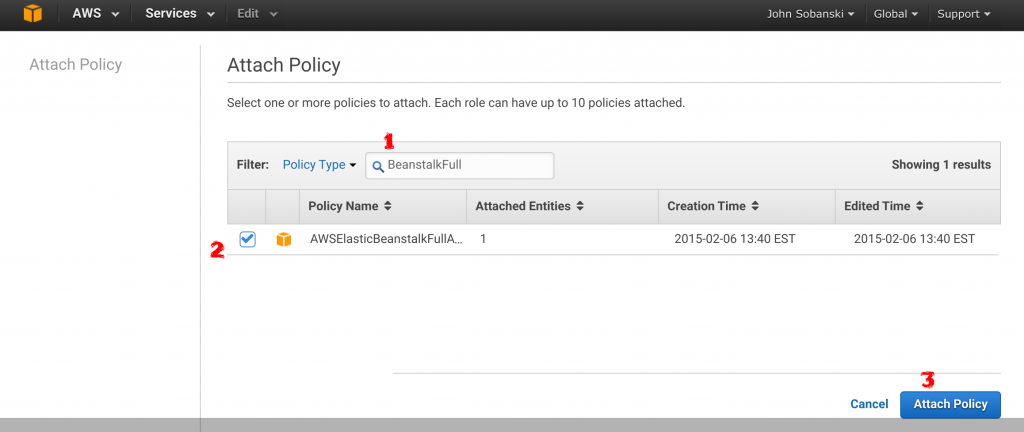 AWS Services Edit John Sobanski Global Support
Attach Policy
Attach Policy
Select one or more policies to attach. Each role can have up to 10 policies attached.
1
Filter: Policy Type BeanstalkFull Showing 1 results
Policy Name Attached Entities Creation Time Edited Time
2 AWSElasticBeanstalkFullA... 1 2015-02-06 13:40 EST 2015-02-06 13:40 EST
3
Cancel Attach Policy